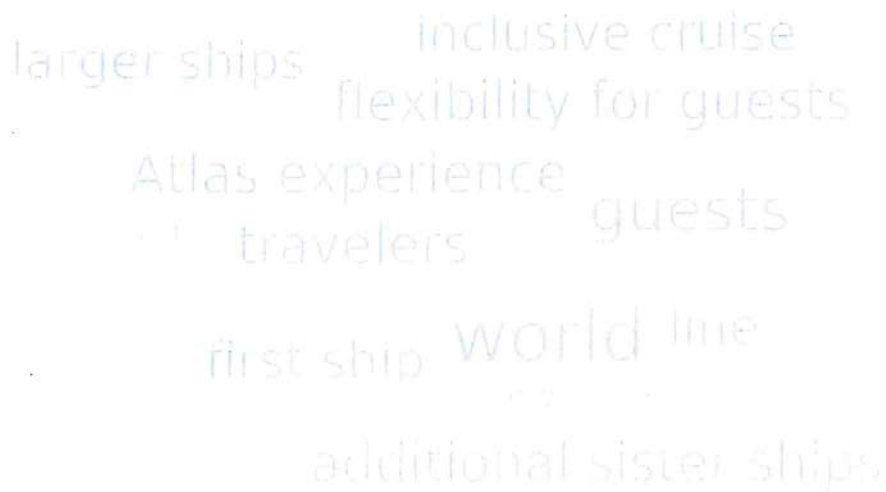 inclusive cruise
larger ships
flexibility for guests
Atlas experience
guests
travelers
world line
first ship
additional sister ships